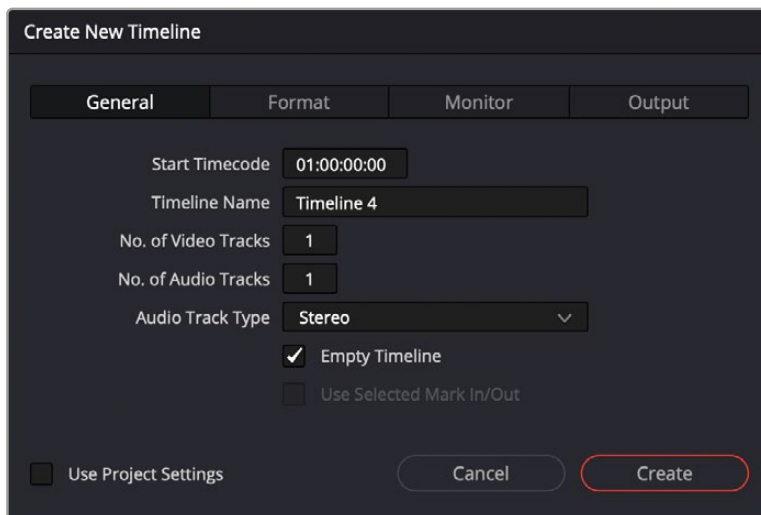 Create New Timeline
General Format Monitor Output
Start Timecode 01:00:00:00
Timeline Name Timeline 4
No. of Video Tracks 1
No. of Audio Tracks 1
Audio Track Type Stereo
Empty Timeline
Use Selected Mark In/Out
Use Project Settings Cancel Create